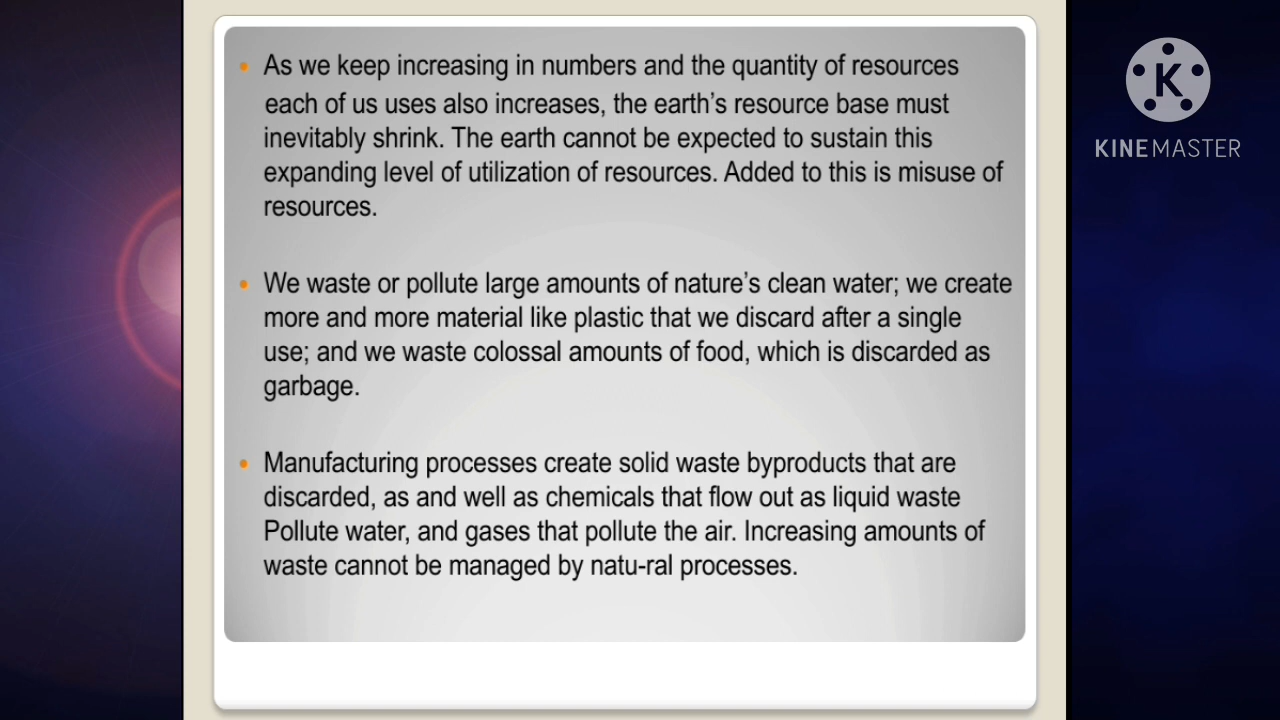 As we keep increasing in numbers and the quantity of resources
each of us uses also increases, the earth's resource base must
inevitably shrink. The earth cannot be expected to sustain this
expanding level of utilization of resources. Added to this is misuse of
resources.
We waste or pollute large amounts of nature's clean water; we create
more and more material like plastic that we discard after a single
use; and we waste colossal amounts of food, which is discarded as
garbage.
Manufacturing processes create solid waste byproducts that are
discarded, as and well as chemicals that flow out as liquid waste
Pollute water, and gases that pollute the air. Increasing amounts of
waste cannot be managed by natu-ral processes.
K
KINEMASTER